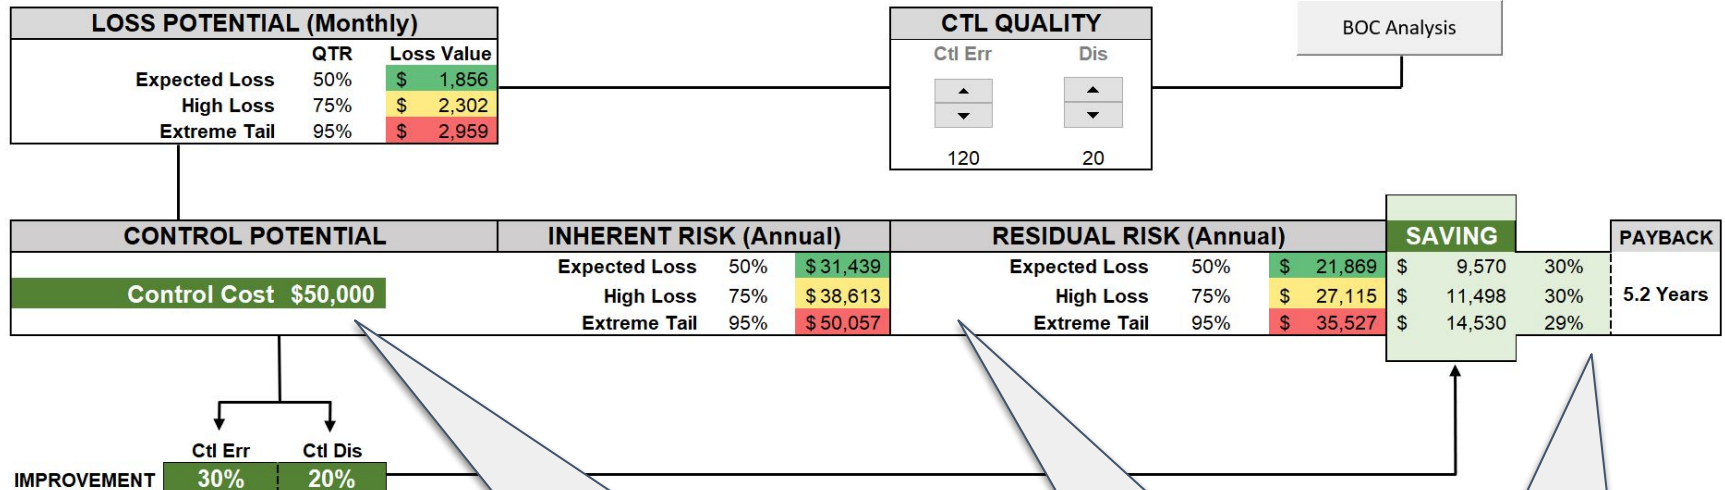 LOSS POTENTIAL (Monthly)
QTR Loss Value
Expected Loss 50% $ 1,856
High Loss 75% $ 2,302
Extreme Tail 95% $ 2,959
CTL QUALITY
Ctl Err Dis
120 20
BOC Analysis
CONTROL POTENTIAL INHERENT RISK (Annual) RESIDUAL RISK (Annual) SAVING PAYBACK
Expected Loss 50% $31,439 Expected Loss 50% $ 21,869 $ 9,570 30%
Control Cost $50,000 High Loss 75% $38,613 High Loss 75% $ 27,115 $ 11,498 30% 5.2 Years
Extreme Tail 95% $50,057 Extreme Tail 95% $ 35,527 $ 14,530 29%
Ctl Err Ctl Dis
IMPROVEMENT 30% 20%